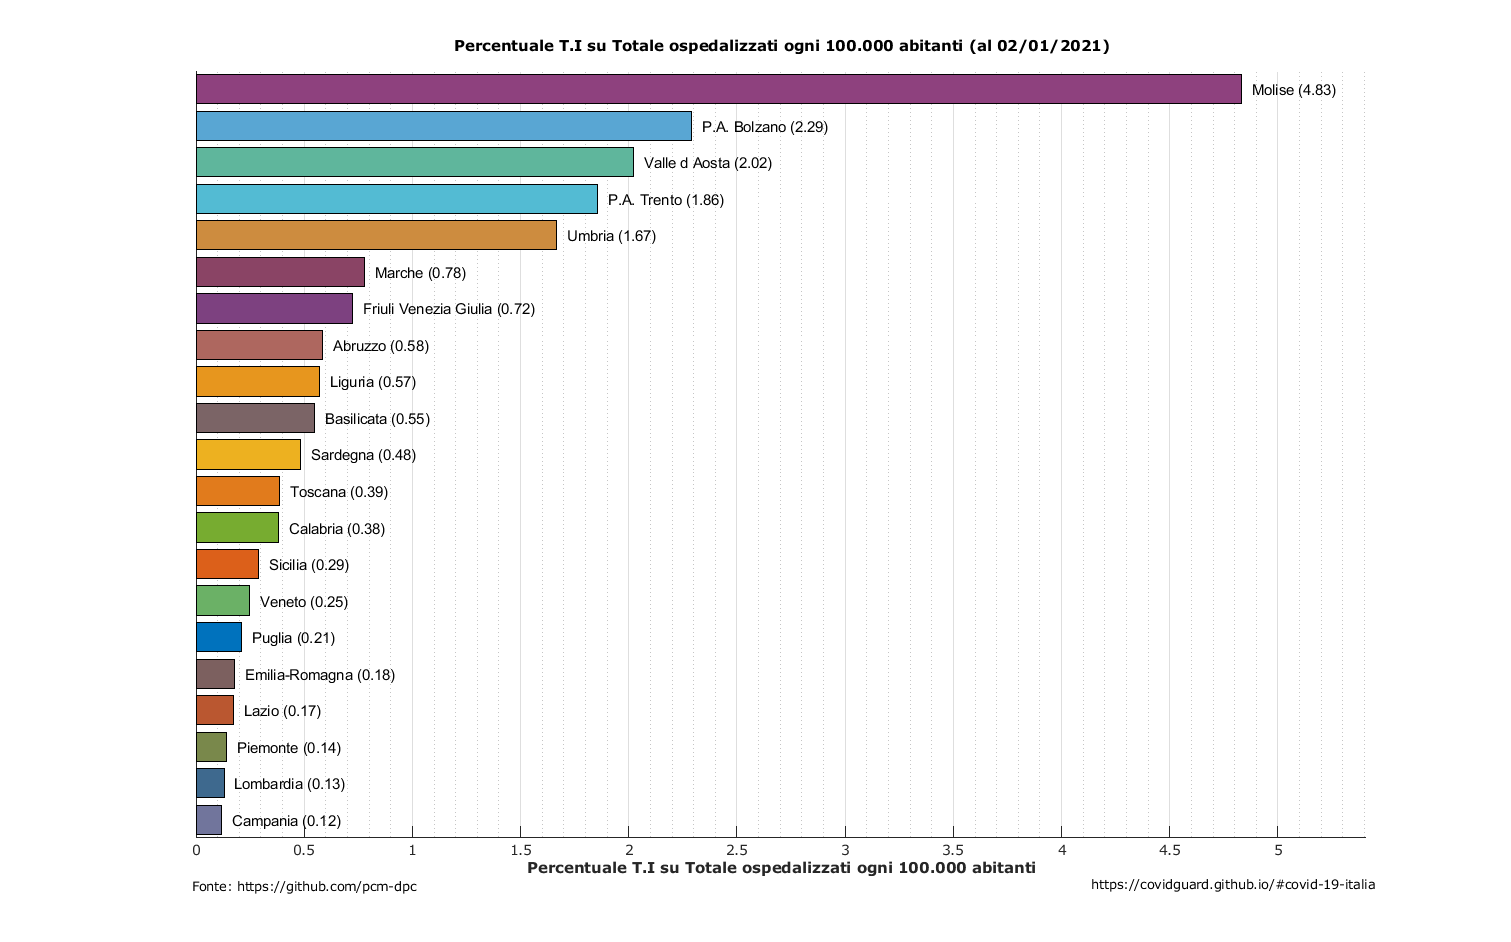 Percentuale T.I su Totale ospedalizzati ogni 100.000 abitanti (al 02/01/2021)
Molise (4.83)
P.A. Bolzano (2.29)
Valle d Aosta (2.02)
P.A. Trento (1.86)
Umbria (1.67)
Marche (0.78)
Friuli Venezia Giulia (0.72)
Abruzzo (0.58)
Liguria (0.57)
Basilicata (0.55)
Sardegna (0.48)
Toscana (0.39)
Calabria (0.38)
Sicilia (0.29)
Veneto (0.25)
Puglia (0.21)
Emilia-Romagna (0.18)
Lazio (0.17)
Piemonte (0.14)
Lombardia (0.13)
Campania (0.12)
0 0.5 1 1.5 2 2.5 3 3.5 4 4.5 5
Percentuale T.I su Totale ospedalizzati ogni 100.000 abitanti
Fonte: https://github.com/pcm-dpc
https://covidguard.github.io/#covid-19-italia